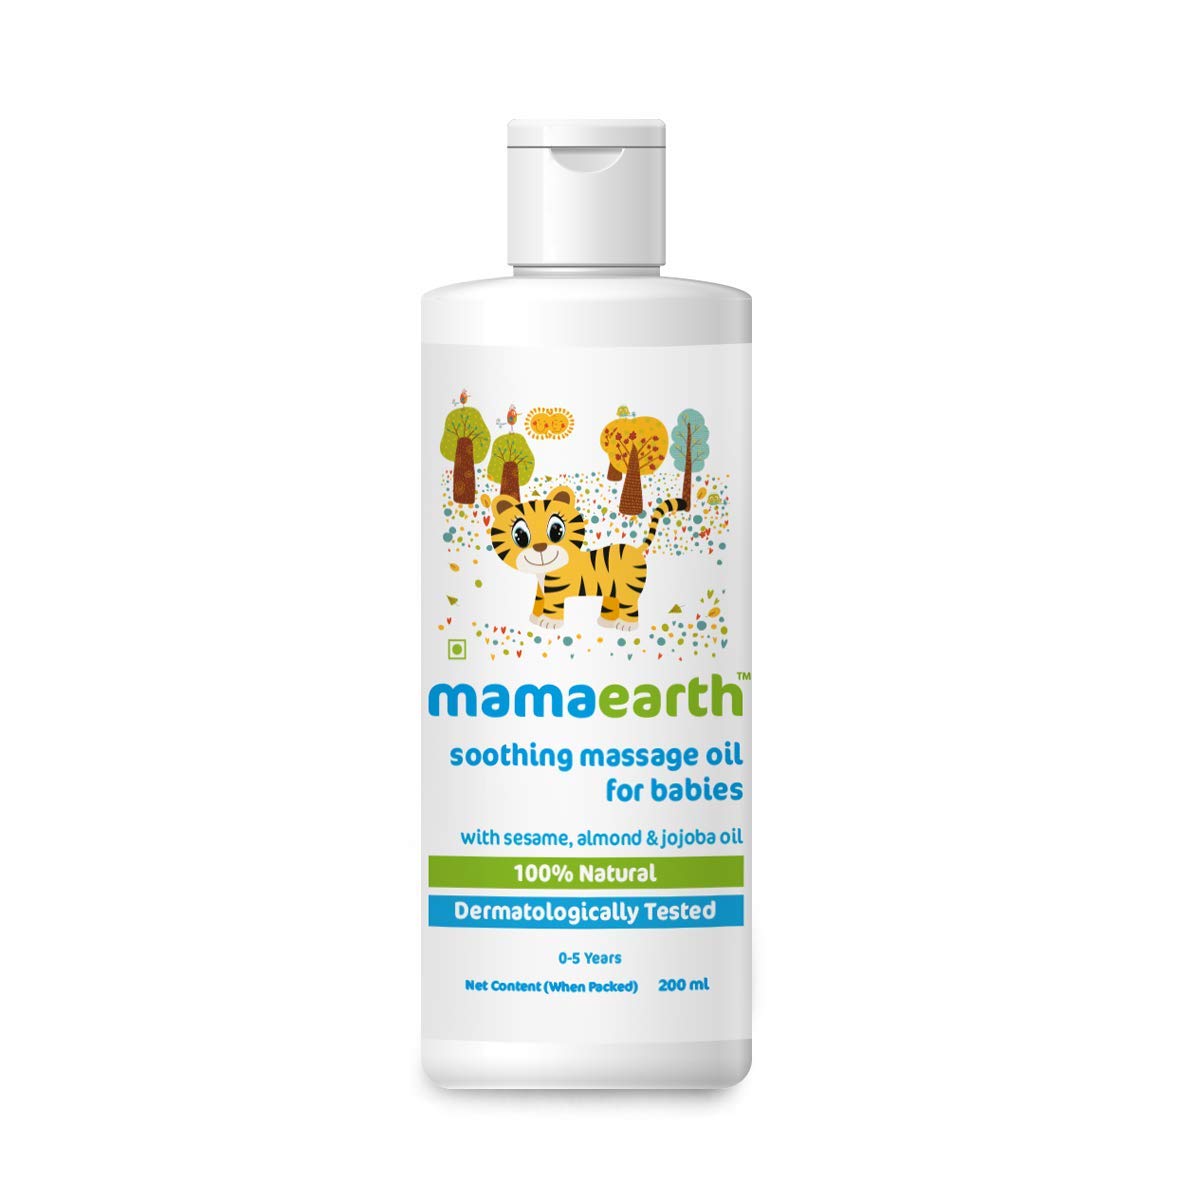 mamaearth™
soothing massage oil
for babies
with sesame, almond & jojoba oil
100% Natural
Dermatologically Tested
0-5 Years
Net Content (When Packed) 200 ml